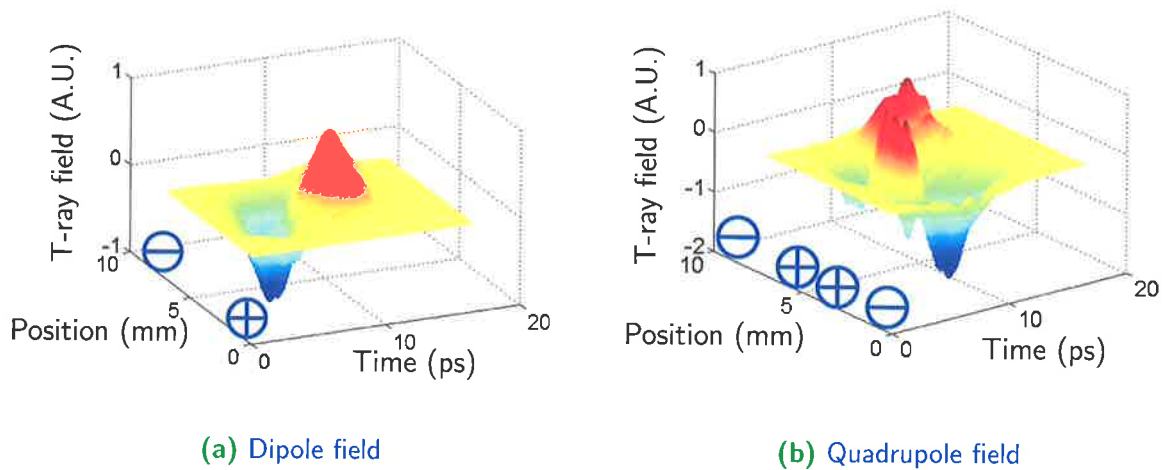 T-ray field (A.U.)
1
0
-1
10
5
0
Position (mm)
0
10
20
Time (ps)
(a) Dipole field
T-ray field (A.U.)
1
0
-1
-2
10
5
0
Position (mm)
0
10
20
Time (ps)
(b) Quadrupole field